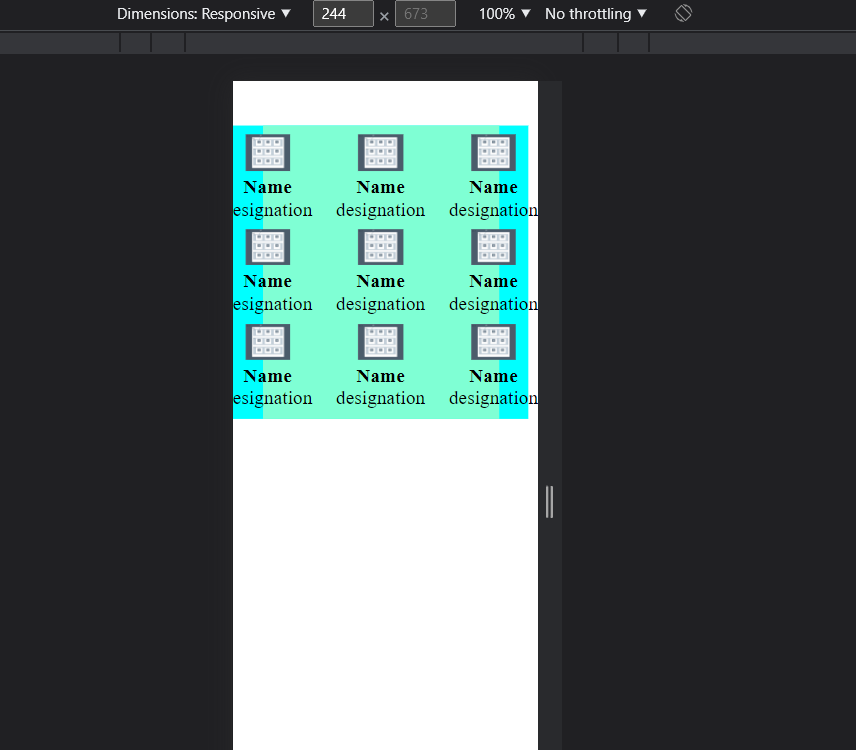 Dimensions: Responsive ▼ 244 × 673 100% ▼ No throttling ▼
Name Name Name
esignation designation designation
Name Name Name
esignation designation designation
Name Name Name
esignation designation designation